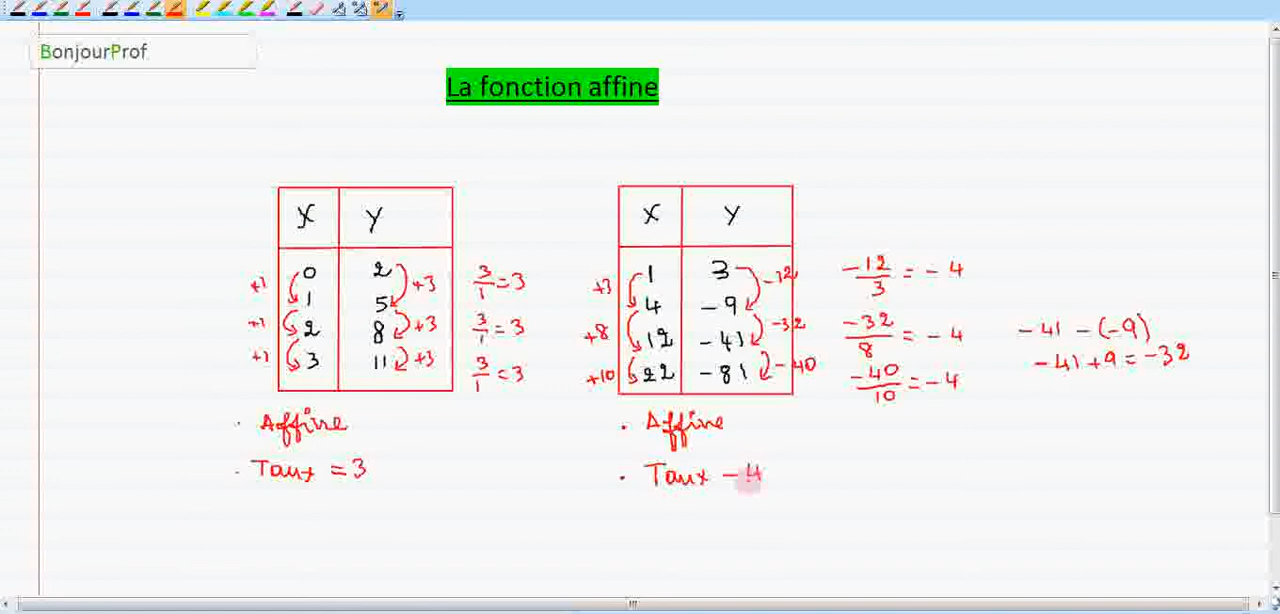 BonjourProf
La fonction affine
X Y
+1 0 2 +3 3/1 = 3
+1 1 5 +3 3/1 = 3
+1 2 8 +3 3/1 = 3
3 11
· Affine
· Taux = 3
X Y
+3 1 3 -12 -12/3 = -4
+8 4 -9 -32 -32/8 = -4
+10 12 -41 -40 -40/10 = -4
22 -81
-41 - (-9)
-41 + 9 = -32
· Affine
· Taux -4